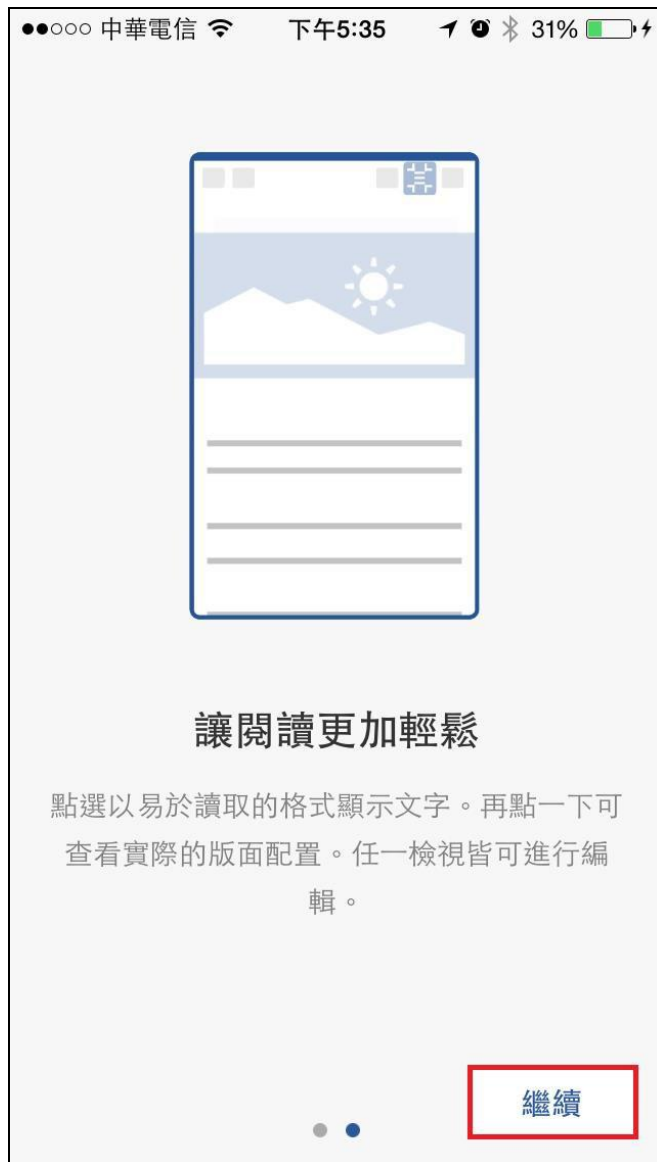 中華電信 下午5:35 31%
讓閱讀更加輕鬆
點選以易於讀取的格式顯示文字。再點一下可
查看實際的版面配置。任一檢視皆可進行編
輯。
繼續